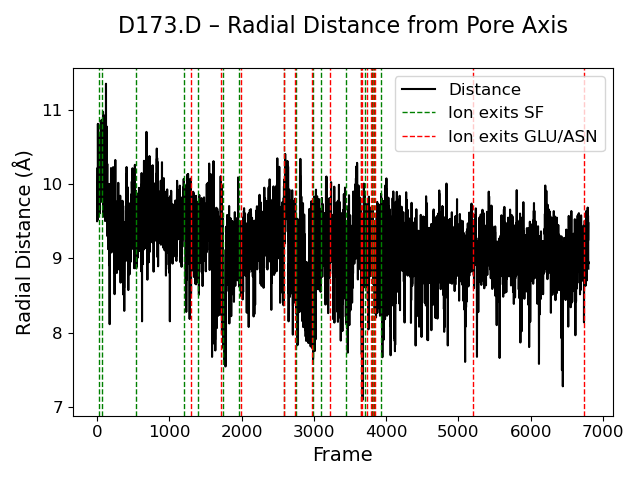 D173.D – Radial Distance from Pore Axis
Distance
Ion exits SF
Ion exits GLU/ASN
Radial Distance (Å)
11
10
9
8
7
0 1000 2000 3000 4000 5000 6000 7000
Frame